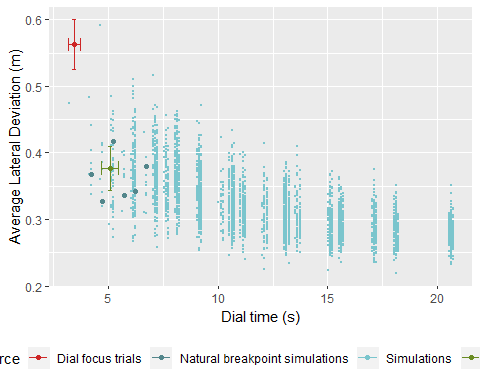 0.6
0.5
0.4
0.3
0.2
Average Lateral Deviation (m)
5 10 15 20
Dial time (s)
rce Dial focus trials Natural breakpoint simulations Simulations